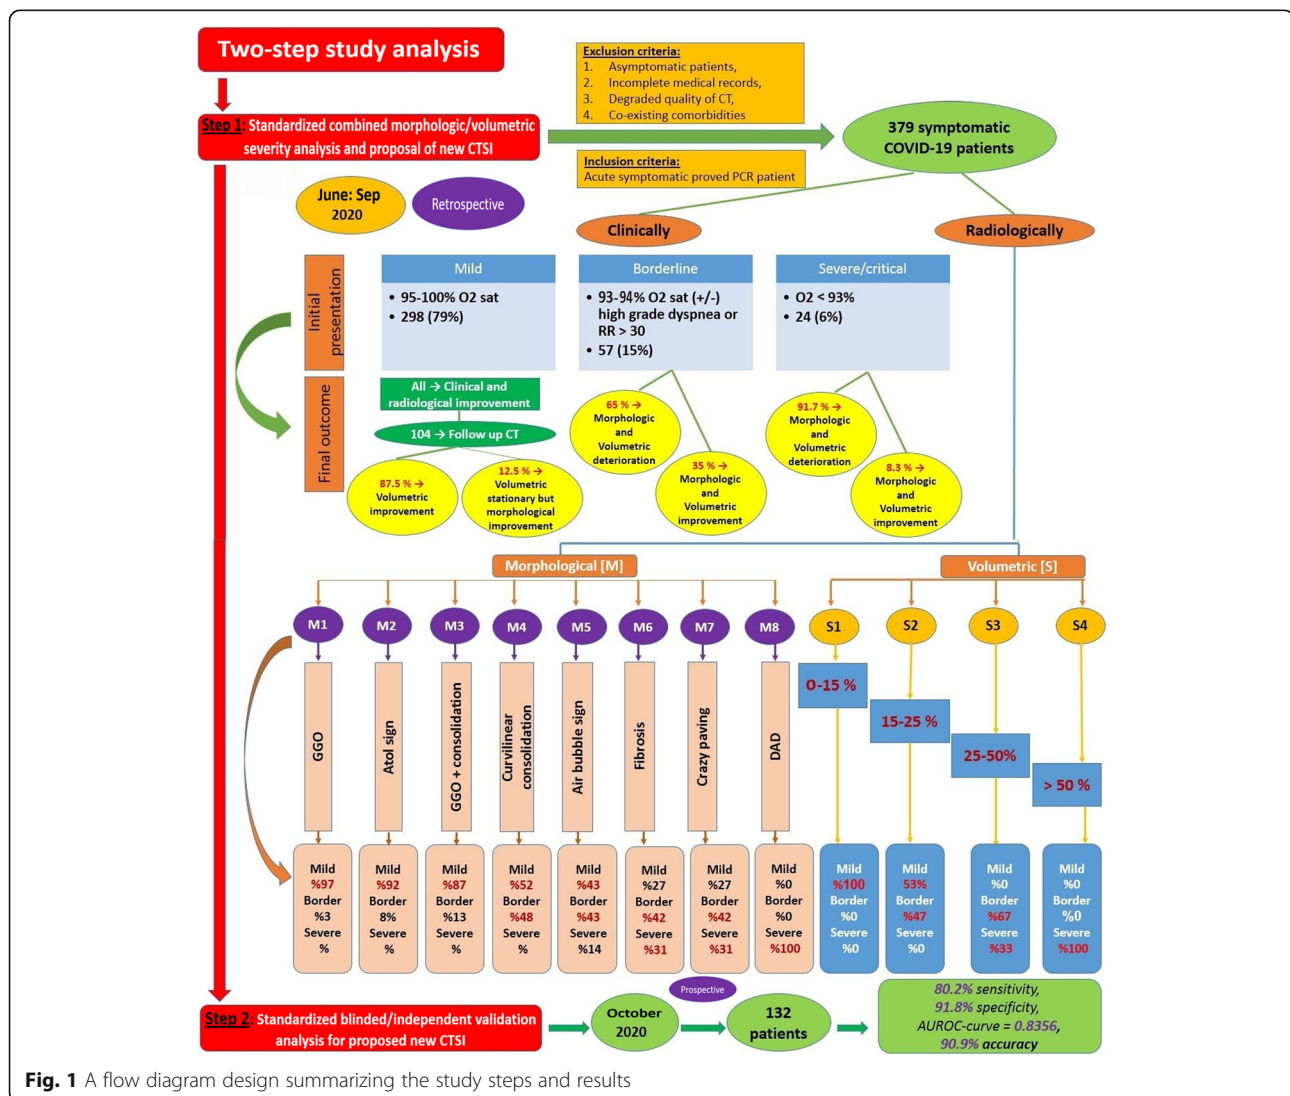 Two-step study analysis
Exclusion criteria:
1. Asymptomatic patients,
2. Incomplete medical records,
3. Degraded quality of CT,
4. Co-existing comorbidities
Step 1: Standardized combined morphologic/volumetric
severity analysis and proposal of new CTSI
379 symptomatic
COVID-19 patients
Inclusion criteria:
Acute symptomatic proved PCR patient
June: Sep
2020
Retrospective
Clinically
Radiologically
Initial
presentation
Mild
• 95-100% O2 sat
• 298 (79%)
Borderline
• 93-94% O2 sat (+/-)
high grade dyspnea or
RR > 30
• 57 (15%)
Severe/critical
• O2 < 93%
• 24 (6%)
Final outcome
All → Clinical and
radiological improvement
104 → Follow up CT
87.5 % →
Volumetric
improvement
12.5 % →
Volumetric
stationary but
morphological
improvement
65 % →
Morphologic
and
Volumetric
deterioration
35 % →
Morphologic
and
Volumetric
improvement
91.7 % →
Morphologic
and
Volumetric
deterioration
8.3 % →
Morphologic
and
Volumetric
improvement
Morphological [M]
Volumetric [S]
M1
M2
M3
M4
M5
M6
M7
M8
S1
S2
S3
S4
GGO
Atol sign
GGO + consolidation
Curvilinear
consolidation
Air bubble sign
Fibrosis
Crazy paving
DAD
0-15 %
15-25 %
25-50%
> 50 %
Mild
%97
Border
%3
Severe
%
Mild
%92
Border
8%
Severe
%
Mild
%87
Border
%13
Severe
%
Mild
%52
Border
%48
Severe
%
Mild
%43
Border
%43
Severe
%14
Mild
%27
Border
%42
Severe
%31
Mild
%27
Border
%42
Severe
%31
Mild
%0
Border
%0
Severe
%100
Mild
%100
Border
%0
Severe
%0
Mild
53%
Border
%47
Severe
%0
Mild
%0
Border
%67
Severe
%33
Mild
%0
Border
%0
Severe
%100
Step 2: Standardized blinded/independent validation
analysis for proposed new CTSI
October
2020
Prospective
132
patients
80.2% sensitivity,
91.8% specificity,
AUROC-curve = 0.8356,
90.9% accuracy
Fig. 1 A flow diagram design summarizing the study steps and results